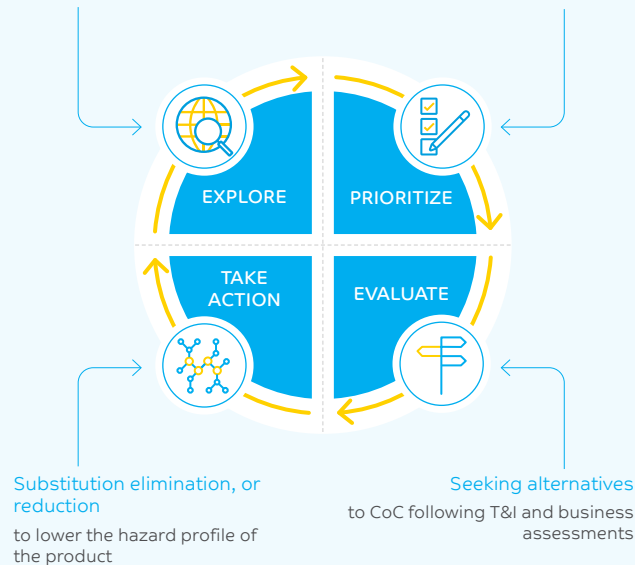 EXPLORE
PRIORITIZE
TAKE
ACTION
EVALUATE
Substitution elimination, or
reduction
to lower the hazard profile of
the product
Seeking alternatives
to CoC following T&I and business
assessments